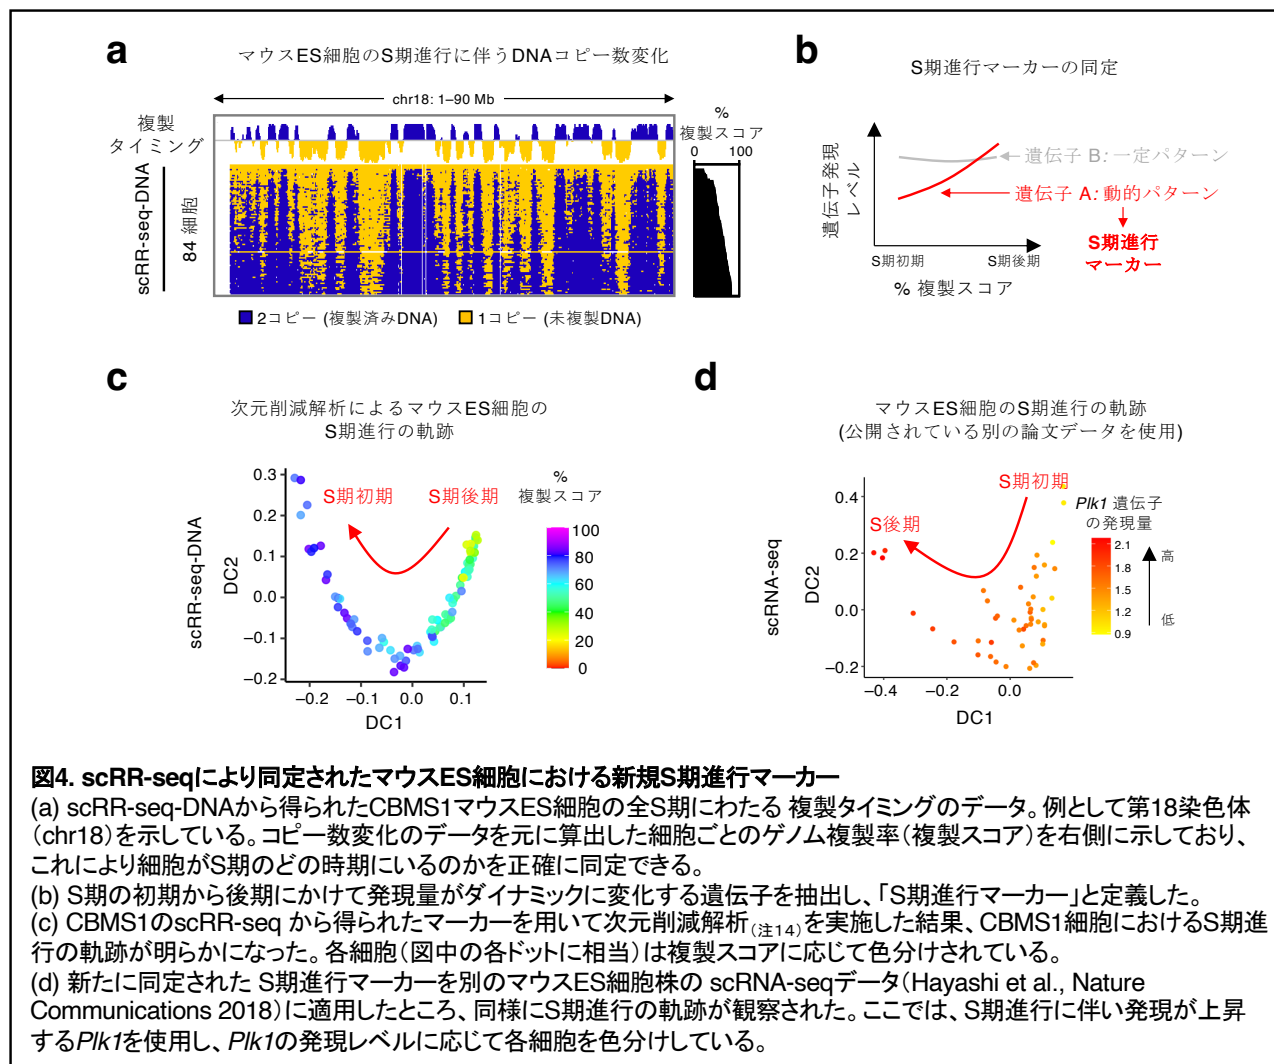 a
マウスES細胞のS期進行に伴うDNAコピー数変化
chr18: 1–90 Mb
複製
タイミング
%
複製スコア
0 100
scRR-seq-DNA
84 細胞
2コピー (複製済みDNA) 1コピー (未複製DNA)
b
S期進行マーカーの同定
遺伝子発現
レベル
遺伝子 B: 一定パターン
遺伝子 A: 動的パターン
S期進行
マーカー
S期初期 S期後期
% 複製スコア
c
次元削減解析によるマウスES細胞の
S期進行の軌跡
%
複製スコア
S期初期 S期後期
scRR-seq-DNA
DC2
0.3
0.2
0.1
0.0
–0.1
–0.2
–0.2 –0.1 0.0 0.1
DC1
100
80
60
40
20
0
d
マウスES細胞のS期進行の軌跡
(公開されている別の論文データを使用)
S期初期
S後期
Plk1 遺伝子
の発現量
2.1
1.8
1.5
1.2
0.9
高
低
scRNA-seq
DC2
0.4
0.2
0.0
–0.2
–0.4 –0.2 0.0
DC1
図4. scRR-seqにより同定されたマウスES細胞における新規S期進行マーカー
(a) scRR-seq-DNAから得られたCBMS1マウスES細胞の全S期にわたる 複製タイミングのデータ。例として第18染色体
(chr18)を示している。コピー数変化のデータを元に算出した細胞ごとのゲノム複製率(複製スコア)を右側に示しており、
これにより細胞がS期のどの時期にいるのかを正確に同定できる。
(b) S期の初期から後期にかけて発現量がダイナミックに変化する遺伝子を抽出し、「S期進行マーカー」と定義した。
(c) CBMS1のscRR-seq から得られたマーカーを用いて次元削減解析(注14)を実施した結果、CBMS1細胞におけるS期進
行の軌跡が明らかになった。各細胞(図中の各ドットに相当)は複製スコアに応じて色分けされている。
(d) 新たに同定された S期進行マーカーを別のマウスES細胞株の scRNA-seqデータ(Hayashi et al., Nature
Communications 2018)に適用したところ、同様にS期進行の軌跡が観察された。ここでは、S期進行に伴い発現が上昇
するPlk1を使用し、Plk1の発現レベルに応じて各細胞を色分けしている。